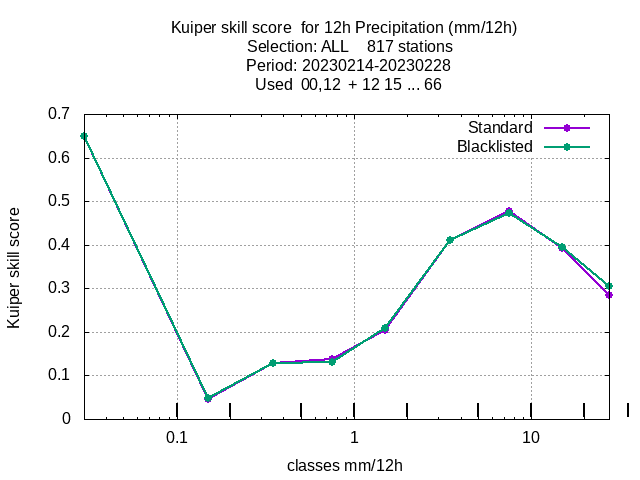 Kuiper skill score  for 12h Precipitation (mm/12h)
Selection: ALL    817 stations
Period: 20230214-20230228
Used  00,12  + 12 15 ... 66
Standard
Blacklisted
0.7
0.6
0.5
0.4
0.3
0.2
0.1
0
Kuiper skill score
0.1
1
10
classes mm/12h